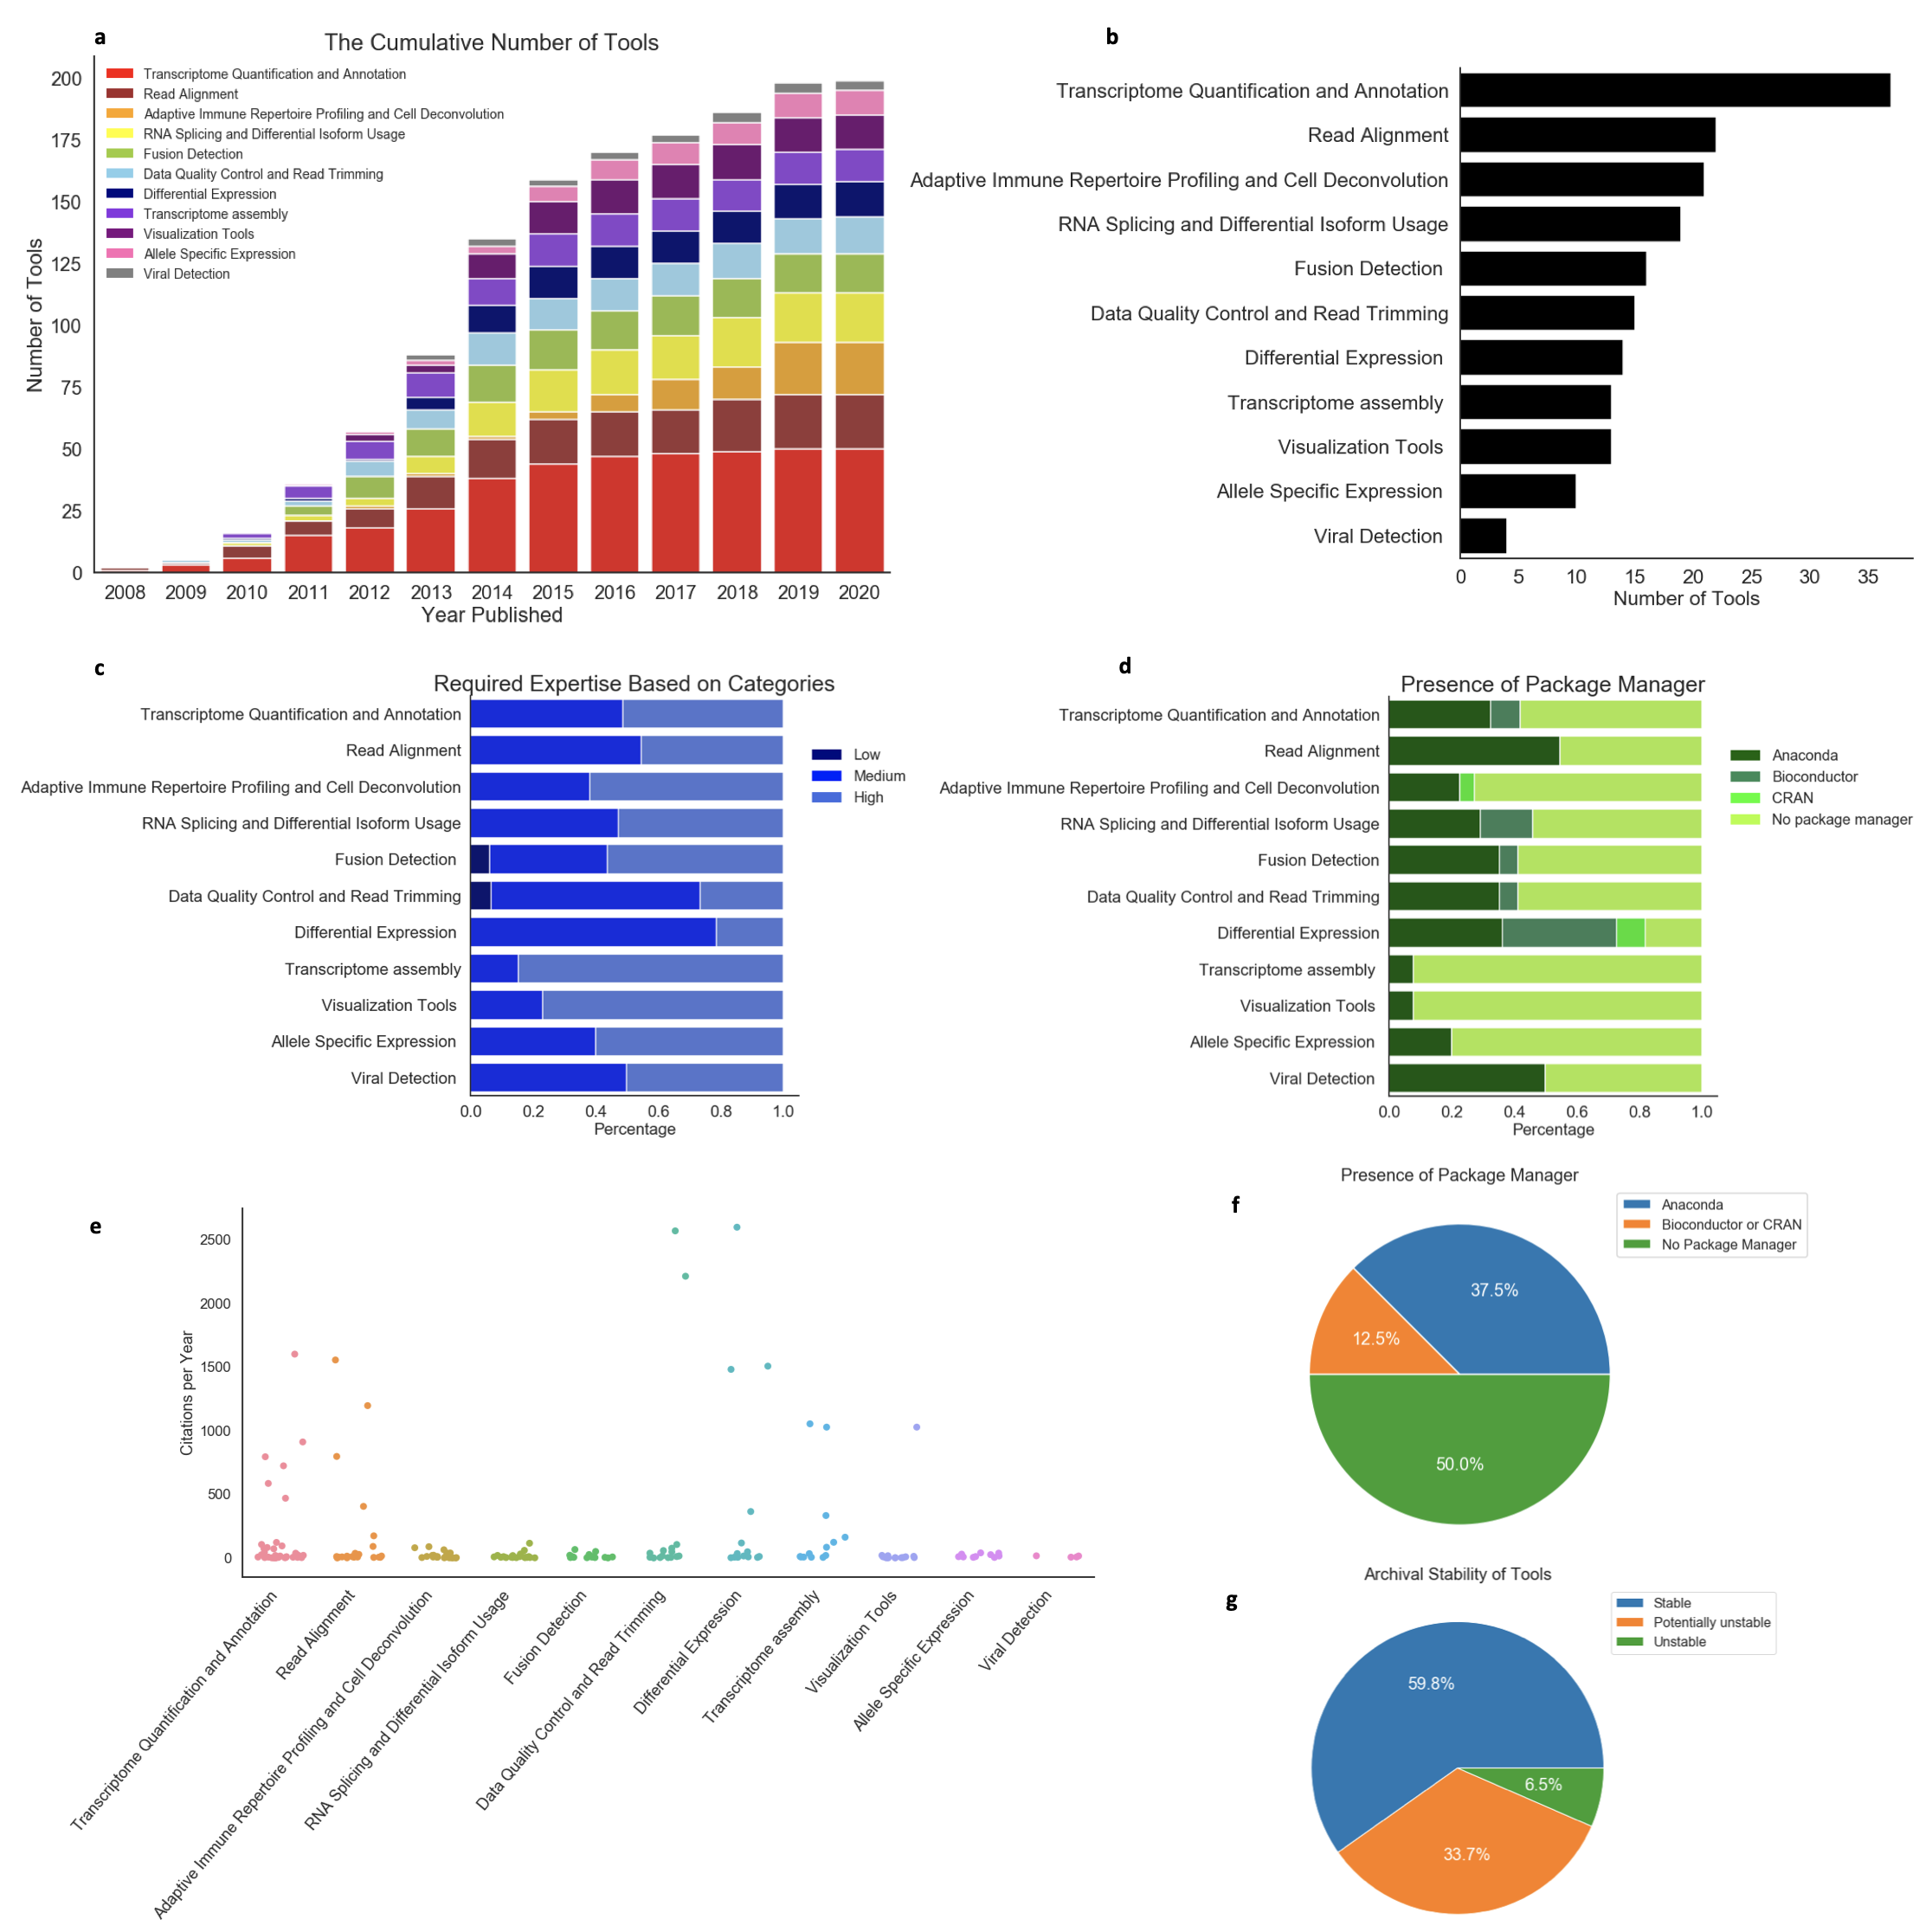 a
The Cumulative Number of Tools
200
175
150
125
100
75
50
25
0
Number of Tools
Transcriptome Quantification and Annotation
Read Alignment
Adaptive Immune Repertoire Profiling and Cell Deconvolution
RNA Splicing and Differential Isoform Usage
Fusion Detection
Data Quality Control and Read Trimming
Differential Expression
Transcriptome assembly
Visualization Tools
Allele Specific Expression
Viral Detection
2008 2009 2010 2011 2012 2013 2014 2015 2016 2017 2018 2019 2020
Year Published
b
Transcriptome Quantification and Annotation
Read Alignment
Adaptive Immune Repertoire Profiling and Cell Deconvolution
RNA Splicing and Differential Isoform Usage
Fusion Detection
Data Quality Control and Read Trimming
Differential Expression
Transcriptome assembly
Visualization Tools
Allele Specific Expression
Viral Detection
0 5 10 15 20 25 30 35
Number of Tools
c
Required Expertise Based on Categories
Transcriptome Quantification and Annotation
Read Alignment
Adaptive Immune Repertoire Profiling and Cell Deconvolution
RNA Splicing and Differential Isoform Usage
Fusion Detection
Data Quality Control and Read Trimming
Differential Expression
Transcriptome assembly
Visualization Tools
Allele Specific Expression
Viral Detection
0.0 0.2 0.4 0.6 0.8 1.0
Percentage
Low
Medium
High
d
Presence of Package Manager
Transcriptome Quantification and Annotation
Read Alignment
Adaptive Immune Repertoire Profiling and Cell Deconvolution
RNA Splicing and Differential Isoform Usage
Fusion Detection
Data Quality Control and Read Trimming
Differential Expression
Transcriptome assembly
Visualization Tools
Allele Specific Expression
Viral Detection
0.0 0.2 0.4 0.6 0.8 1.0
Percentage
Anaconda
Bioconductor
CRAN
No package manager
e
2500
2000
1500
1000
500
0
Citations per Year
Transcriptome Quantification and Annotation
Read Alignment
Adaptive Immune Repertoire Profiling and Cell Deconvolution
RNA Splicing and Differential Isoform Usage
Fusion Detection
Data Quality Control and Read Trimming
Differential Expression
Transcriptome assembly
Visualization Tools
Allele Specific Expression
Viral Detection
Presence of Package Manager
f
Anaconda
Bioconductor or CRAN
No Package Manager
37.5%
12.5%
50.0%
Archival Stability of Tools
g
Stable
Potentially unstable
Unstable
59.8%
6.5%
33.7%